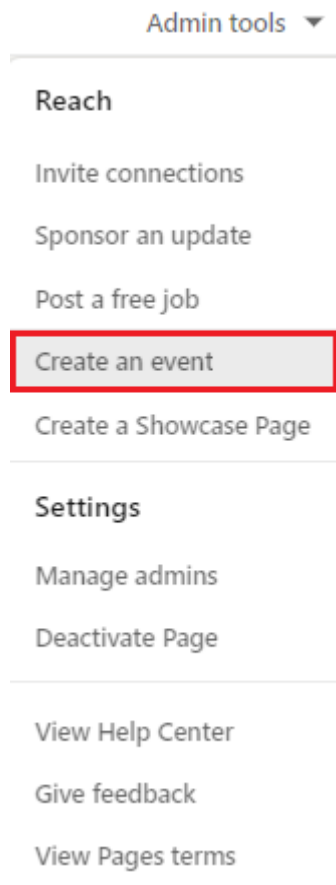 Admin tools
Reach
Invite connections
Sponsor an update
Post a free job
Create an event
Create a Showcase Page
Settings
Manage admins
Deactivate Page
View Help Center
Give feedback
View Pages terms